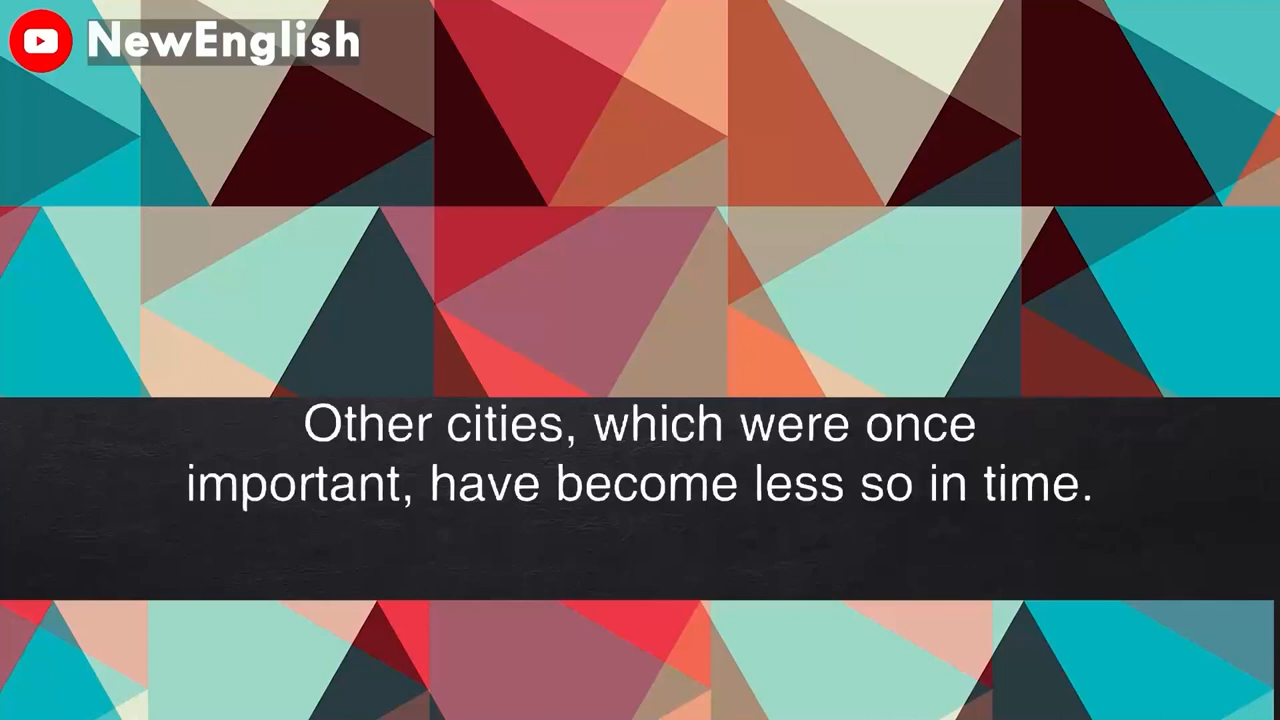 NewEnglish
Other cities, which were once
important, have become less so in time.